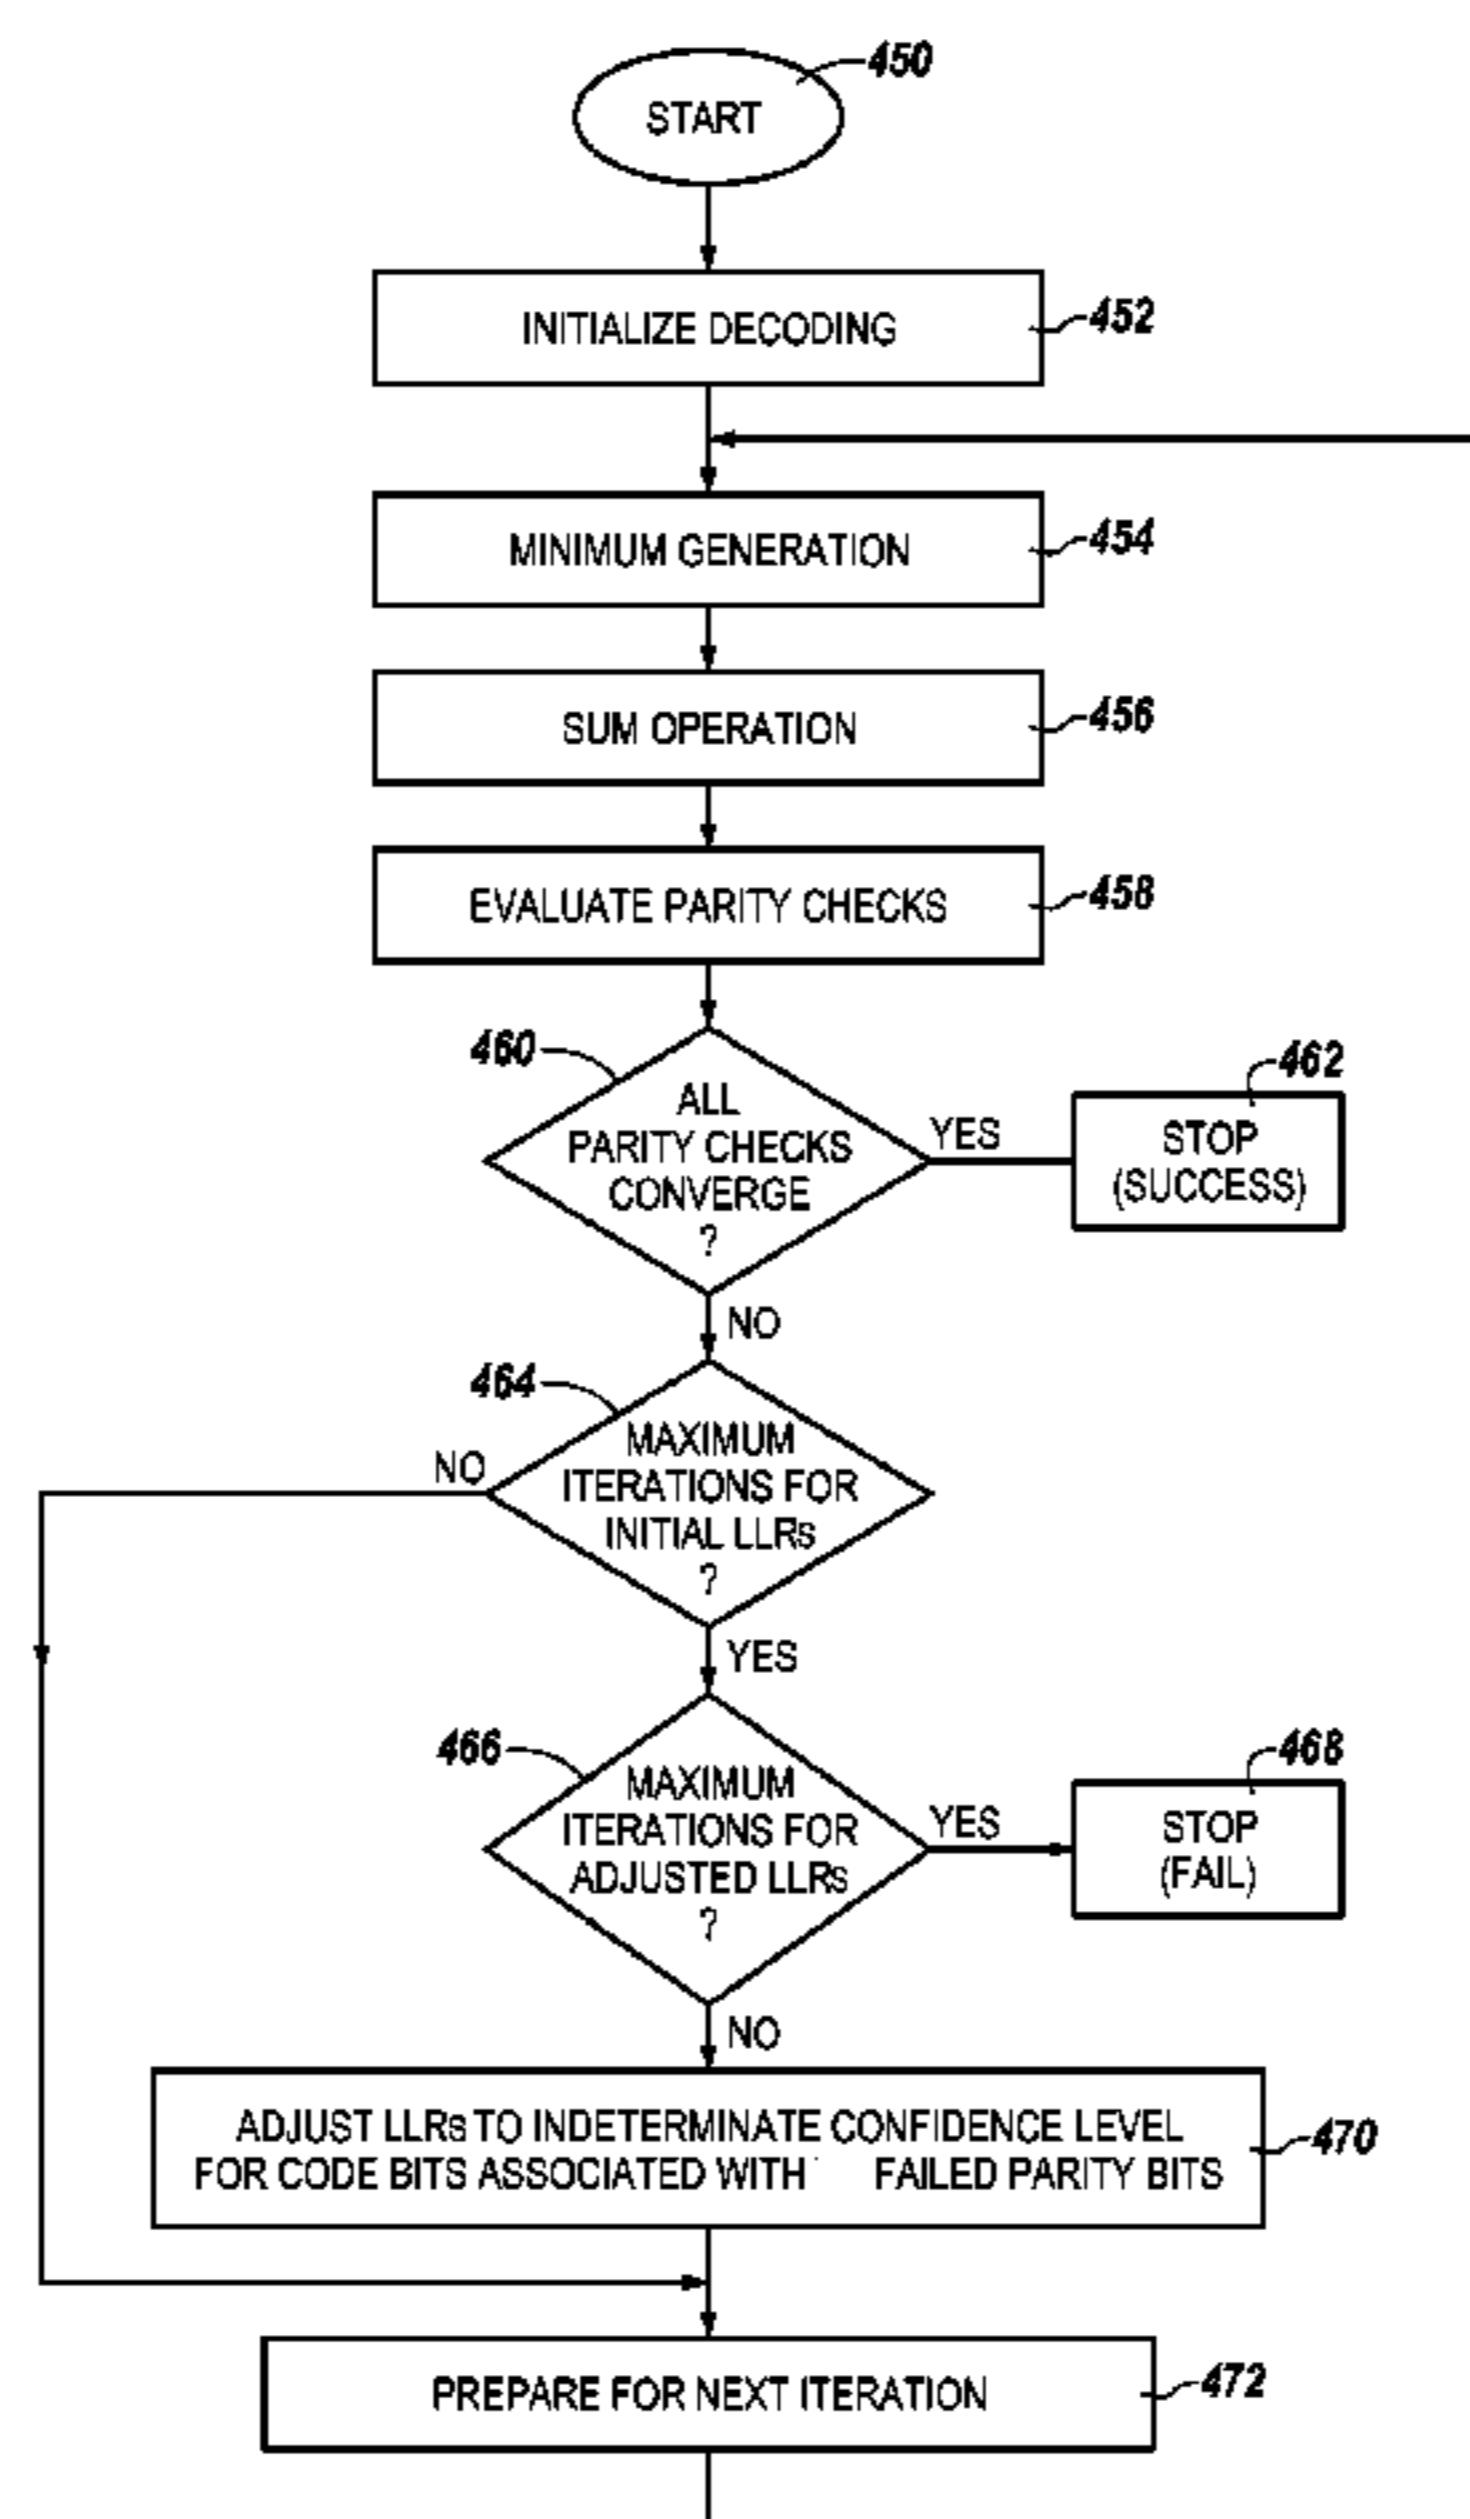 450
START
INITIALIZE DECODING
452
MINIMUM GENERATION
454
SUM OPERATION
456
EVALUATE PARITY CHECKS
458
460
ALL
PARITY CHECKS
CONVERGE
?
YES
462
STOP
(SUCCESS)
NO
464
MAXIMUM
ITERATIONS FOR
INITIAL LLRs
?
NO
YES
466
MAXIMUM
ITERATIONS FOR
ADJUSTED LLRs
?
YES
468
STOP
(FAIL)
NO
ADJUST LLRs TO INDETERMINATE CONFIDENCE LEVEL
FOR CODE BITS ASSOCIATED WITH FAILED PARITY BITS
470
PREPARE FOR NEXT ITERATION
472